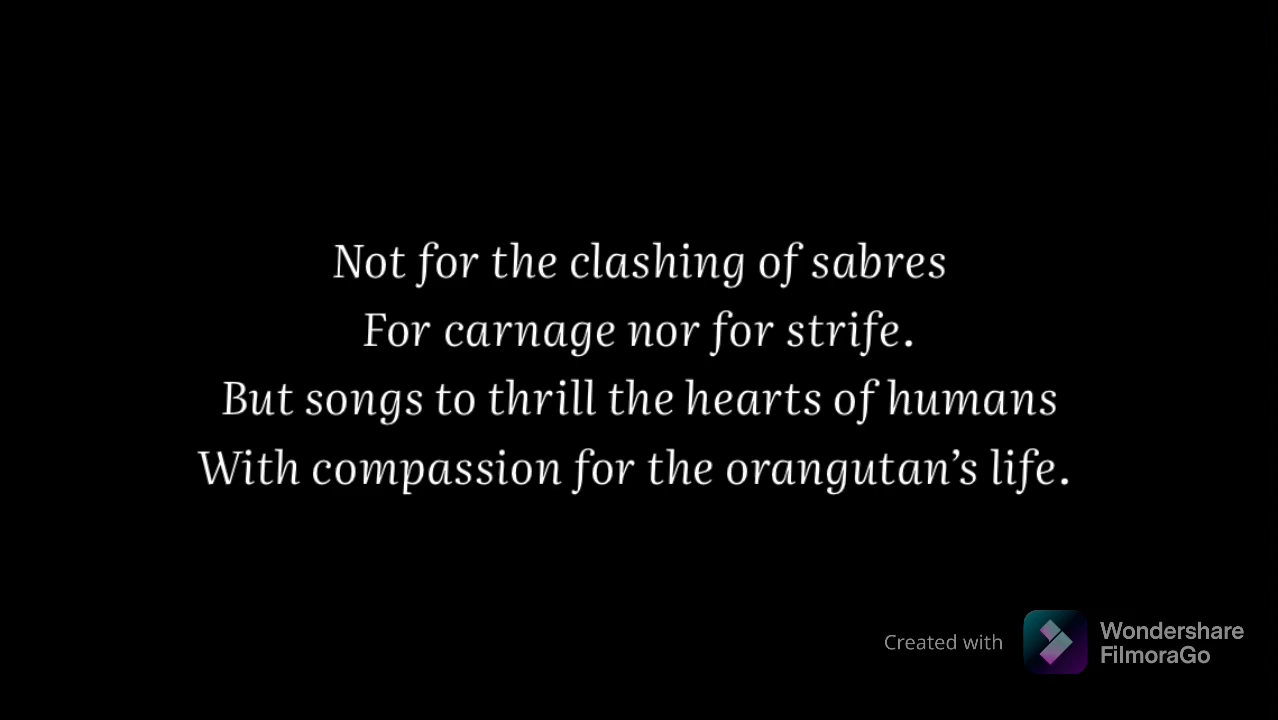 Not for the clashing of sabres
For carnage nor for strife.
But songs to thrill the hearts of humans
With compassion for the orangutan’s life.
Created with
Wondershare
FilmoraGo